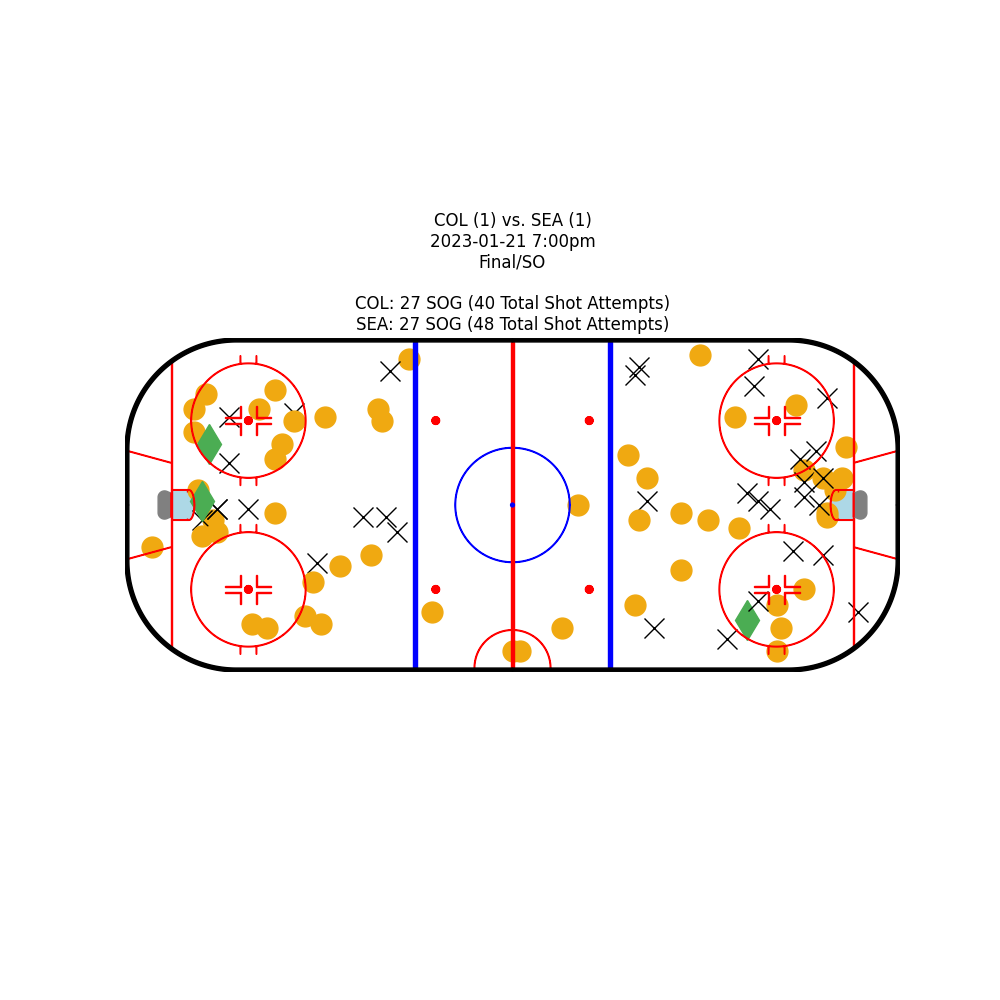 COL (1) vs. SEA (1)
2023-01-21 7:00pm
Final/SO
COL: 27 SOG (40 Total Shot Attempts)
SEA: 27 SOG (48 Total Shot Attempts)